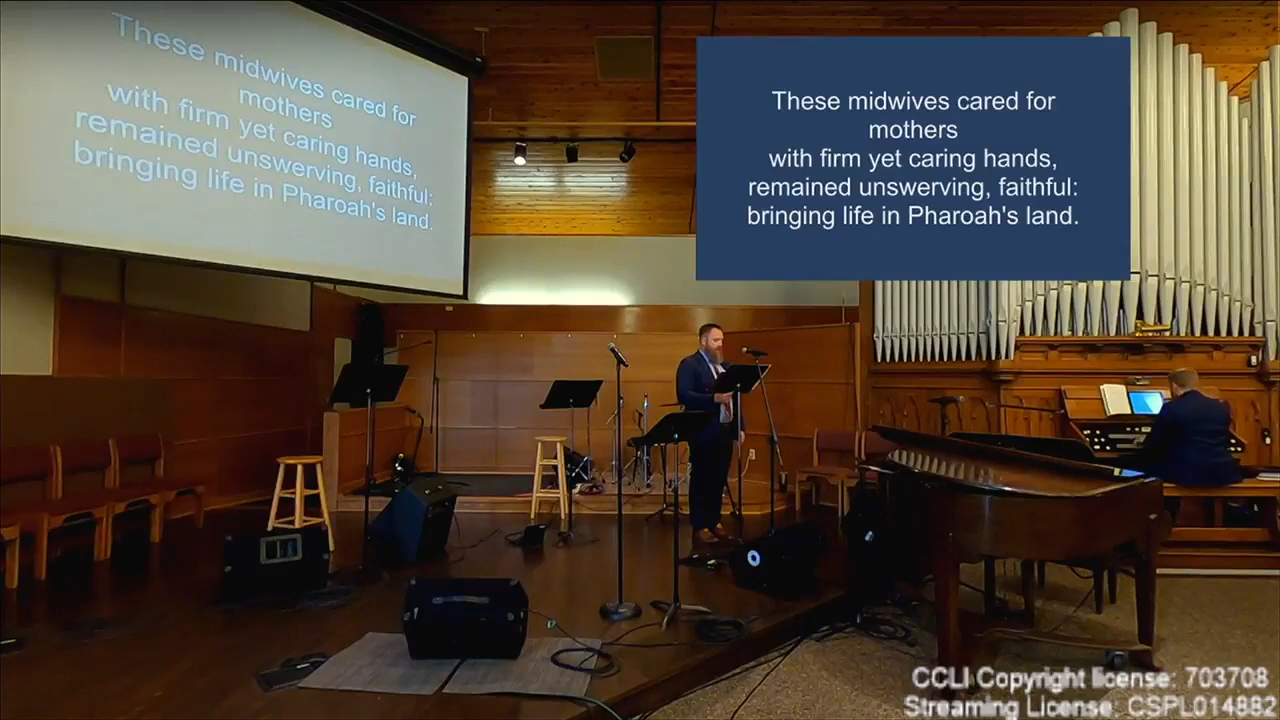 These midwives cared for
mothers
with firm yet caring hands,
remained unswerving, faithful:
bringing life in Pharoah's land.
These midwives cared for
mothers
with firm yet caring hands,
remained unswerving, faithful:
bringing life in Pharoah's land.
CCLI Copyright license: 703708
Streaming License, CSPL014882